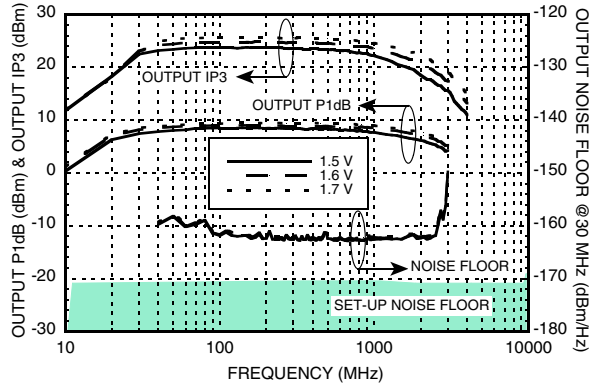 OUTPUT P1dB (dBm) & OUTPUT IP3 (dBm)
30
20
10
0
-10
-20
-30
OUTPUT IP3
OUTPUT P1dB
1.5 V
1.6 V
1.7 V
NOISE FLOOR
SET-UP NOISE FLOOR
-120
-130
-140
-150
-160
-170
-180
OUTPUT NOISE FLOOR @30 MHz (dBm/Hz)
10
100
1000
10000
FREQUENCY (MHz)